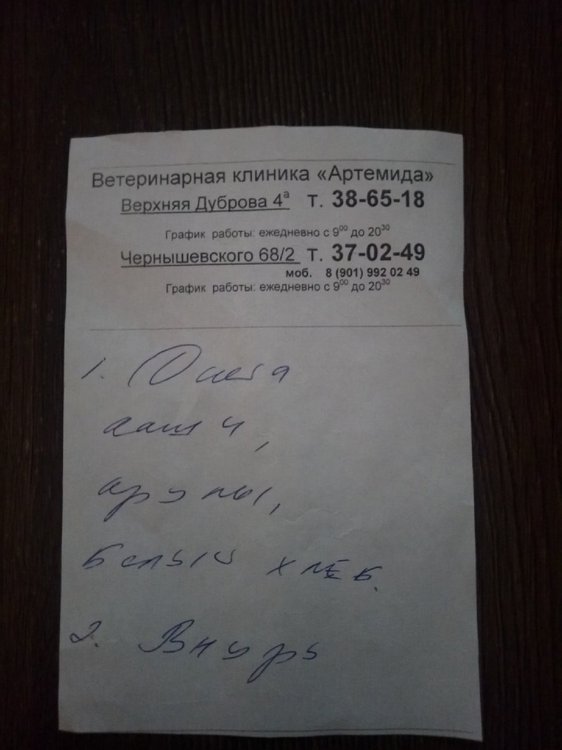 Ветеринарная клиника «Артемида»
Верхняя Дуброва 4а т. 38-65-18
График работы: ежедневно с 9⁰⁰ до 20³⁰
Чернышевского 68/2 т. 37-02-49
моб. 8 (901) 992 02 49
График работы: ежедневно с 9⁰⁰ до 20³⁰
1. Диета
каши,
крупы,
белый хлеб.
2.